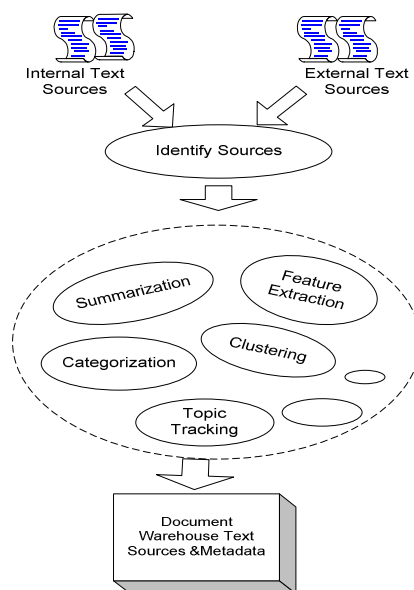 Internal Text
Sources
External Text
Sources
Identify Sources
Summarization
Feature
Extraction
Categorization
Clustering
Topic
Tracking
Document
Warehouse Text
Sources &Metadata